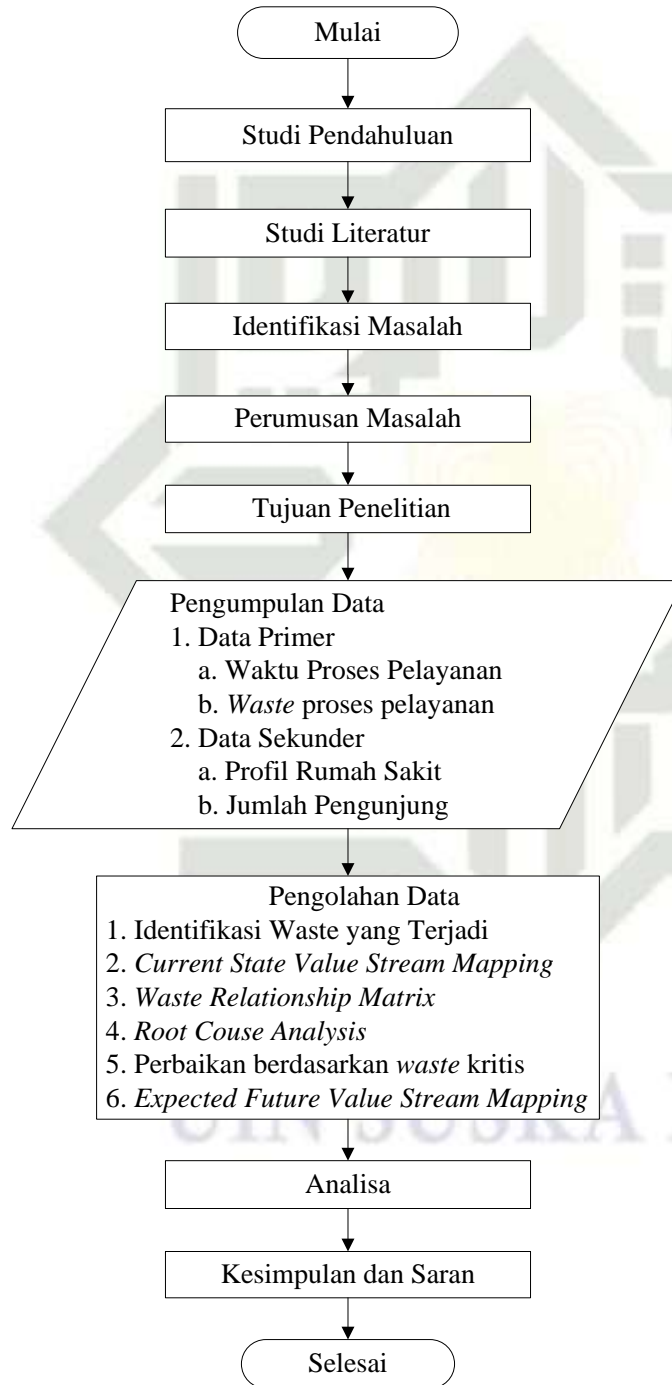 Mulai
Studi Pendahuluan
Studi Literatur
Identifikasi Masalah
Perumusan Masalah
Tujuan Penelitian
Pengumpulan Data
1. Data Primer
a. Waktu Proses Pelayanan
b. Waste proses pelayanan
2. Data Sekunder
a. Profil Rumah Sakit
b. Jumlah Pengunjung
Pengolahan Data
1. Identifikasi Waste yang Terjadi
2. Current State Value Stream Mapping
3. Waste Relationship Matrix
4. Root Couse Analysis
5. Perbaikan berdasarkan waste kritis
6. Expected Future Value Stream Mapping
UIN SUSKA
Analisa
Kesimpulan dan Saran
Selesai